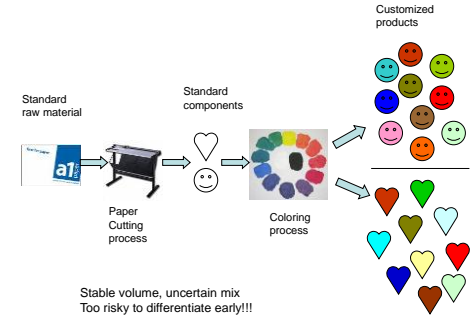 Customized
products
Standard
raw material
Standard
components
a1
Paper
Cutting
process
Coloring
process
Stable volume, uncertain mix
Too risky to differentiate early!!!